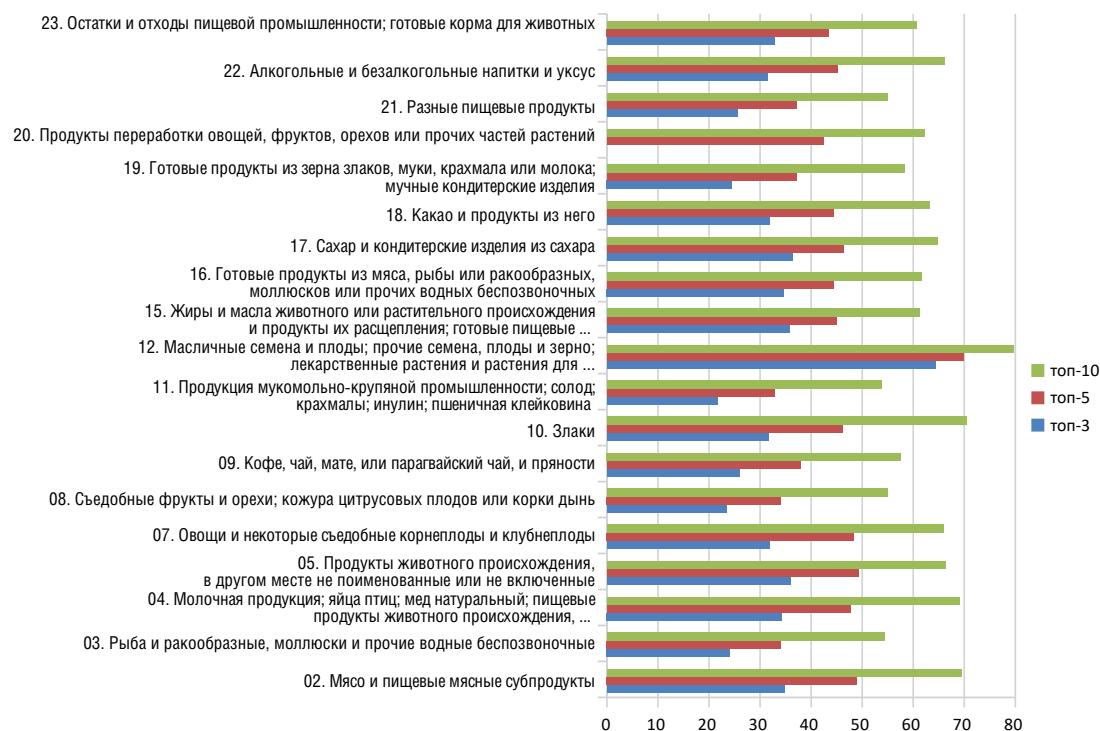 23. Остатки и отходы пищевой промышленности; готовые корма для животных
22. Алкогольные и безалкогольные напитки и уксус
21. Разные пищевые продукты
20. Продукты переработки овощей, фруктов, орехов или прочих частей растений
19. Готовые продукты из зерна злаков, муки, крахмала или молока;
мучные кондитерские изделия
18. Какао и продукты из него
17. Сахар и кондитерские изделия из сахара
16. Готовые продукты из мяса, рыбы или ракообразных,
моллюсков или прочих водных беспозвоночных
15. Жиры и масла животного или растительного происхождения
и продукты их расщепления; готовые пищевые ...
12. Масличные семена и плоды; прочие семена, плоды и зерно;
лекарственные растения и растения для ...
11. Продукция мукомольно-крупяной промышленности; солод;
крахмалы; инулин; пшеничная клейковина
10. Злаки
09. Кофе, чай, мате, или парагвайский чай, и пряности
08. Съедобные фрукты и орехи; кожура цитрусовых плодов или корки дынь
07. Овощи и некоторые съедобные корнеплоды и клубнеплоды
05. Продукты животного происхождения,
в другом месте не поименованные или не включенные
04. Молочная продукция; яйца птиц; мед натуральный; пищевые
продукты животного происхождения, ...
03. Рыба и ракообразные, моллюски и прочие водные беспозвоночные
02. Мясо и пищевые мясные субпродукты
0 10 20 30 40 50 60 70 80
топ-10
топ-5
топ-3